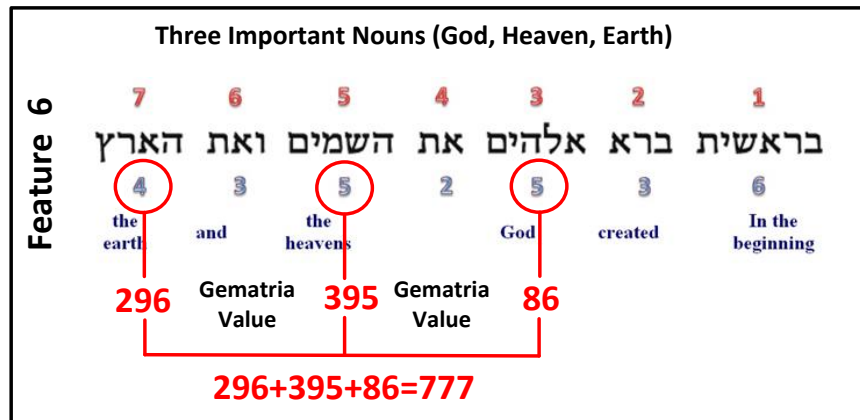 Three Important Nouns (God, Heaven, Earth)
Feature 6
7 6 5 4 3 2 1
בראשית ברא אלהים את השמים ואת הארץ
4 3 5 2 5 3 6
the earth
and
the heavens
God
created
In the beginning
296 Gematria Value 395 Gematria Value 86
296+395+86=777